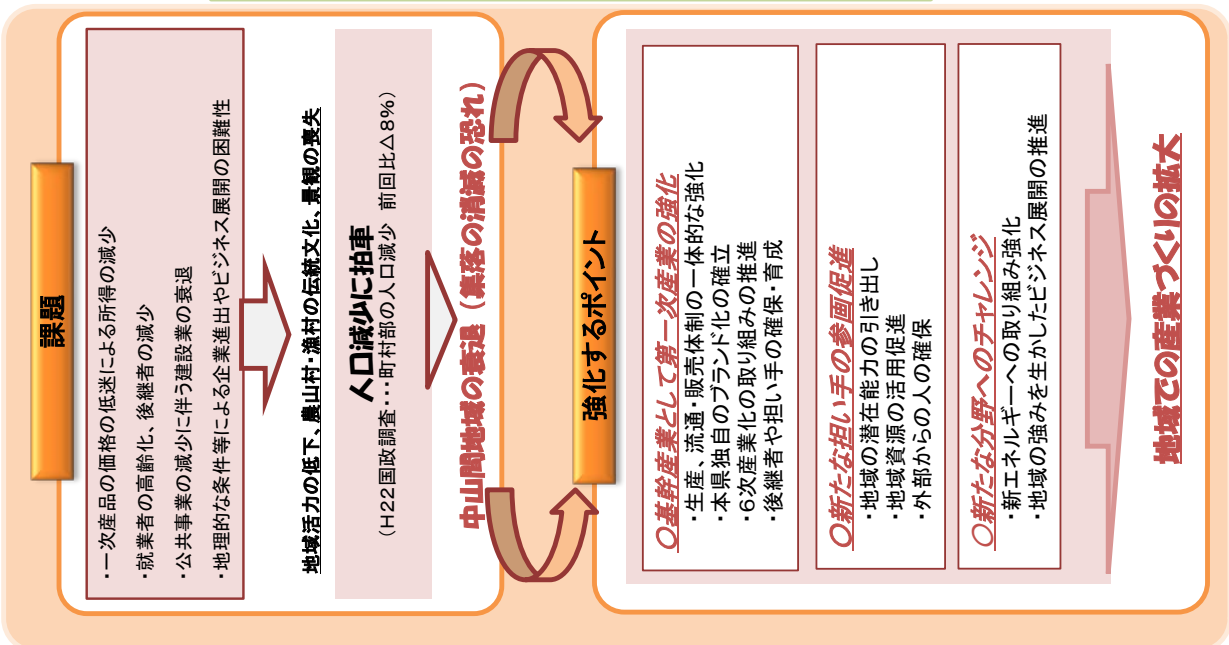 課題
・一次産品の価格の低迷による所得の減少
・就業者の高齢化、後継者の減少
・公共事業の減少に伴う建設業の衰退
・地理的な条件等による企業進出やビジネス展開の困難性
地域活力の低下、農山村・漁村の伝統文化、景観の喪失
人口減少に拍車
（H22国政調査・・・町村部の人口減少　前回比△8％）
中山間地域の衰退（集落の消滅の恐れ）
強化するポイント
○基幹産業として第一次産業の強化
・生産、流通・販売体制の一体的な強化
・本県独自のブランド化の確立
・6次産業化の取り組みの推進
・後継者や担い手の確保・育成
○新たな担い手の参画促進
・地域の潜在能力の引き出し
・地域資源の活用促進
・外部からの人の確保
○新たな分野へのチャレンジ
・新エネルギーへの取り組み強化
・地域の強みを生かしたビジネス展開の推進
地域での産業づくりの拡大